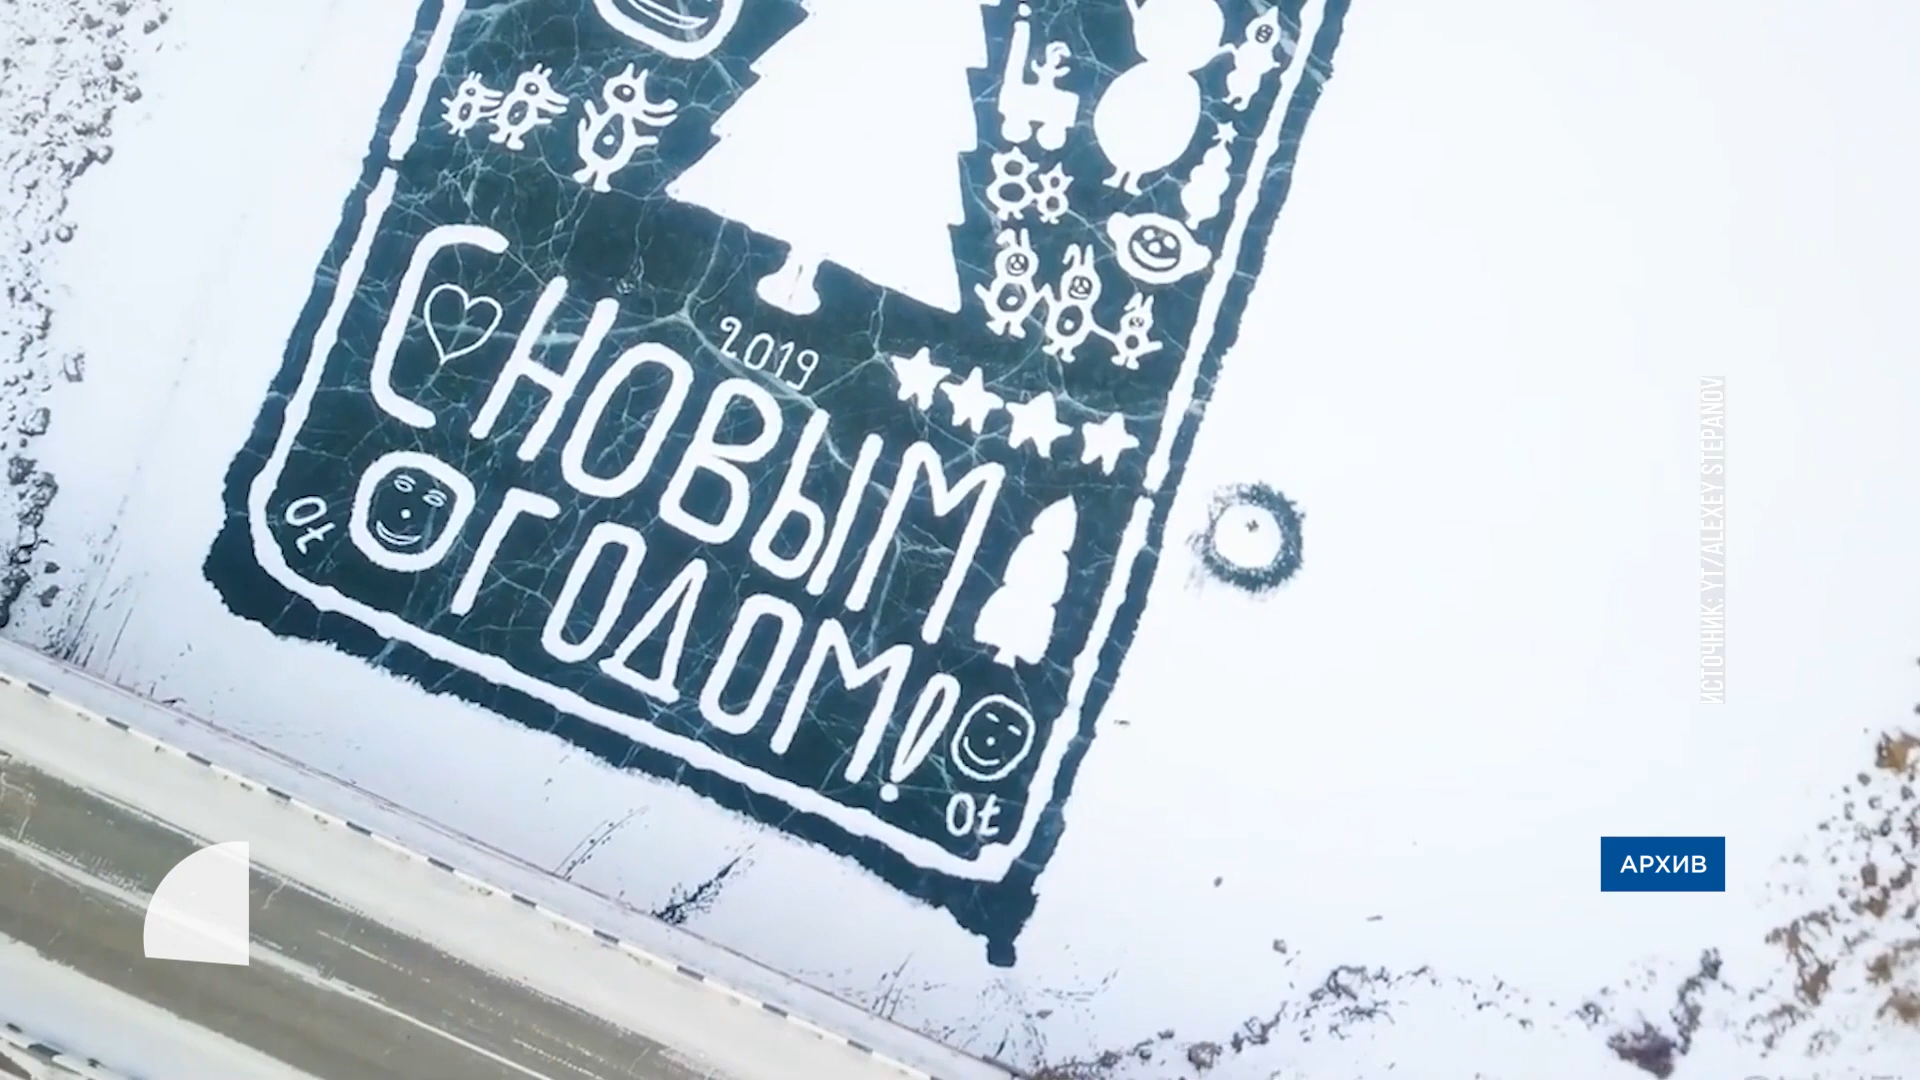 2019
С НОВЫМ
ГОДОМ!
ot
ot
ИСТОЧНИК: YT/ALEXEY STEPANOV
АРХИВ